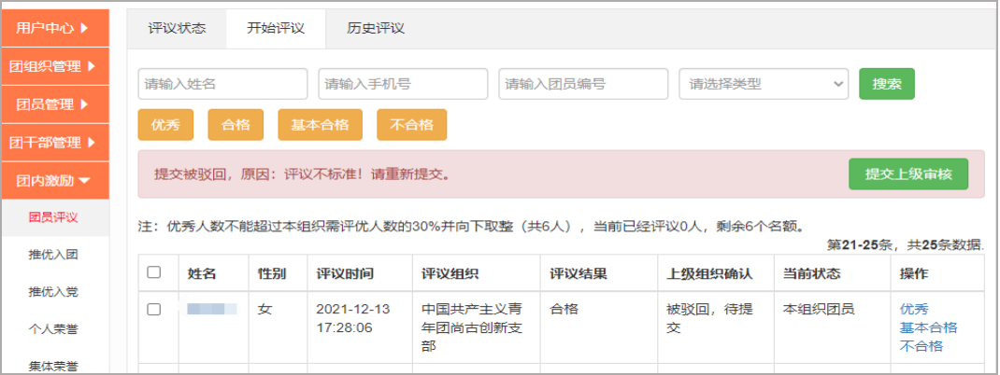 用户中心
团组织管理
团员管理
团干部管理
团内激励
团员评议
推优入团
推优入党
个人荣誉
集体荣誉
评议状态 开始评议 历史评议
请输入姓名 请输入手机号 请输入团员编号 请选择类型 搜索
优秀 合格 基本合格 不合格
提交被驳回，原因：评议不标准！请重新提交。 提交上级审核
注：优秀人数不能超过本组织需评优人数的30%并向下取整（共6人），当前已经评议0人，剩余6个名额。
第21-25条，共25条数据.
姓名 性别 评议时间 评议组织 评议结果 上级组织确认 当前状态 操作
女 2021-12-13 中国共产主义青 合格 被驳回，待提 本组织团员 优秀
17:28:06 年团尚古创新支 交 基本合格
部 不合格